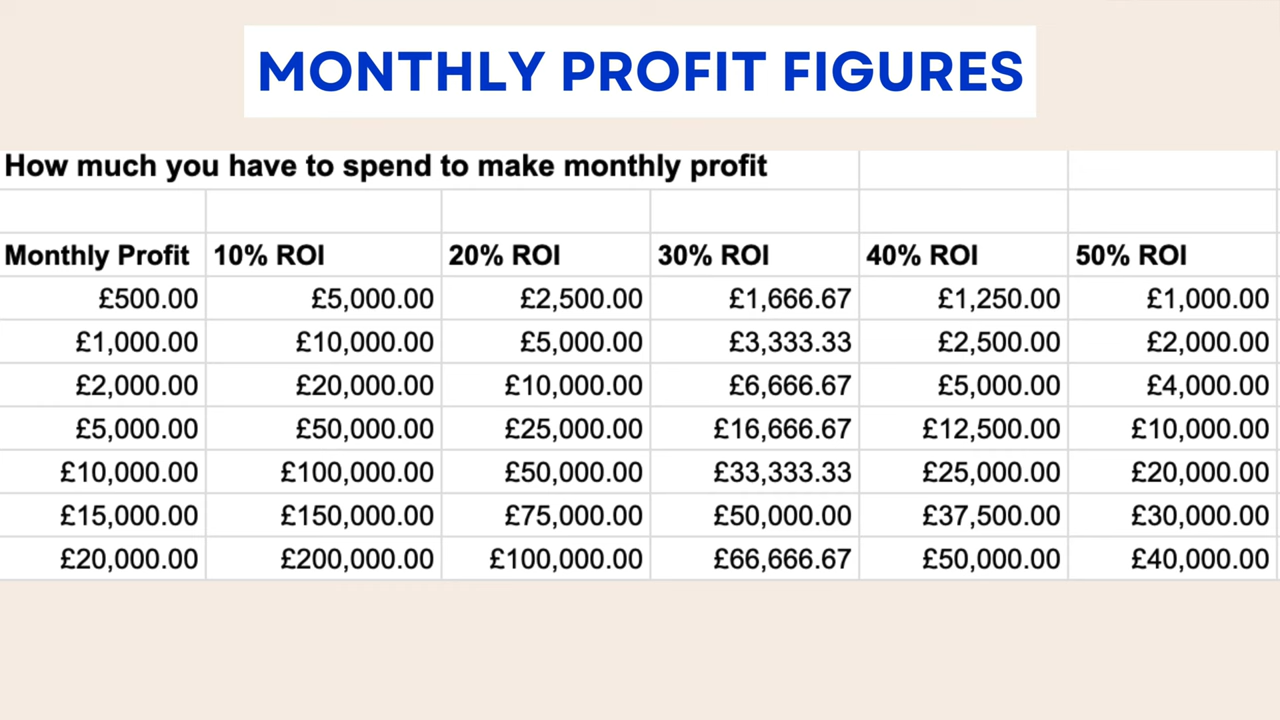 MONTHLY PROFIT FIGURES
How much you have to spend to make monthly profit
Monthly Profit 10% ROI 20% ROI 30% ROI 40% ROI 50% ROI
£500.00 £5,000.00 £2,500.00 £1,666.67 £1,250.00 £1,000.00
£1,000.00 £10,000.00 £5,000.00 £3,333.33 £2,500.00 £2,000.00
£2,000.00 £20,000.00 £10,000.00 £6,666.67 £5,000.00 £4,000.00
£5,000.00 £50,000.00 £25,000.00 £16,666.67 £12,500.00 £10,000.00
£10,000.00 £100,000.00 £50,000.00 £33,333.33 £25,000.00 £20,000.00
£15,000.00 £150,000.00 £75,000.00 £50,000.00 £37,500.00 £30,000.00
£20,000.00 £200,000.00 £100,000.00 £66,666.67 £50,000.00 £40,000.00